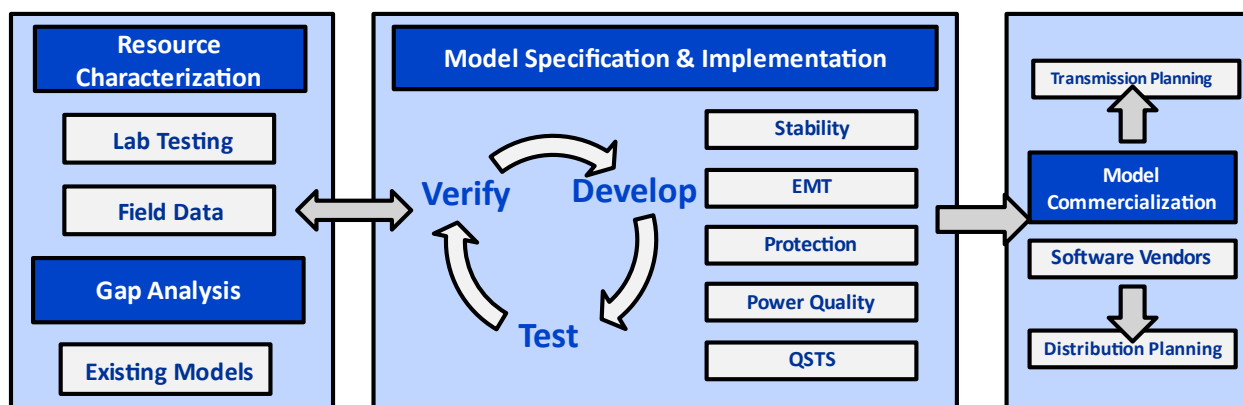 Resource
Characterization
Lab Testing
Field Data
Gap Analysis
Existing Models
Model Specification & Implementation
Verify
Develop
Test
Stability
EMT
Protection
Power Quality
QSTS
Transmission Planning
Model
Commercialization
Software Vendors
Distribution Planning